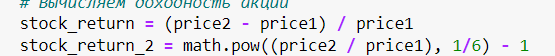 # Вычисляем доходность акции
stock_return = (price2 - price1) / price1
stock_return_2 = math.pow((price2 / price1), 1/6) - 1